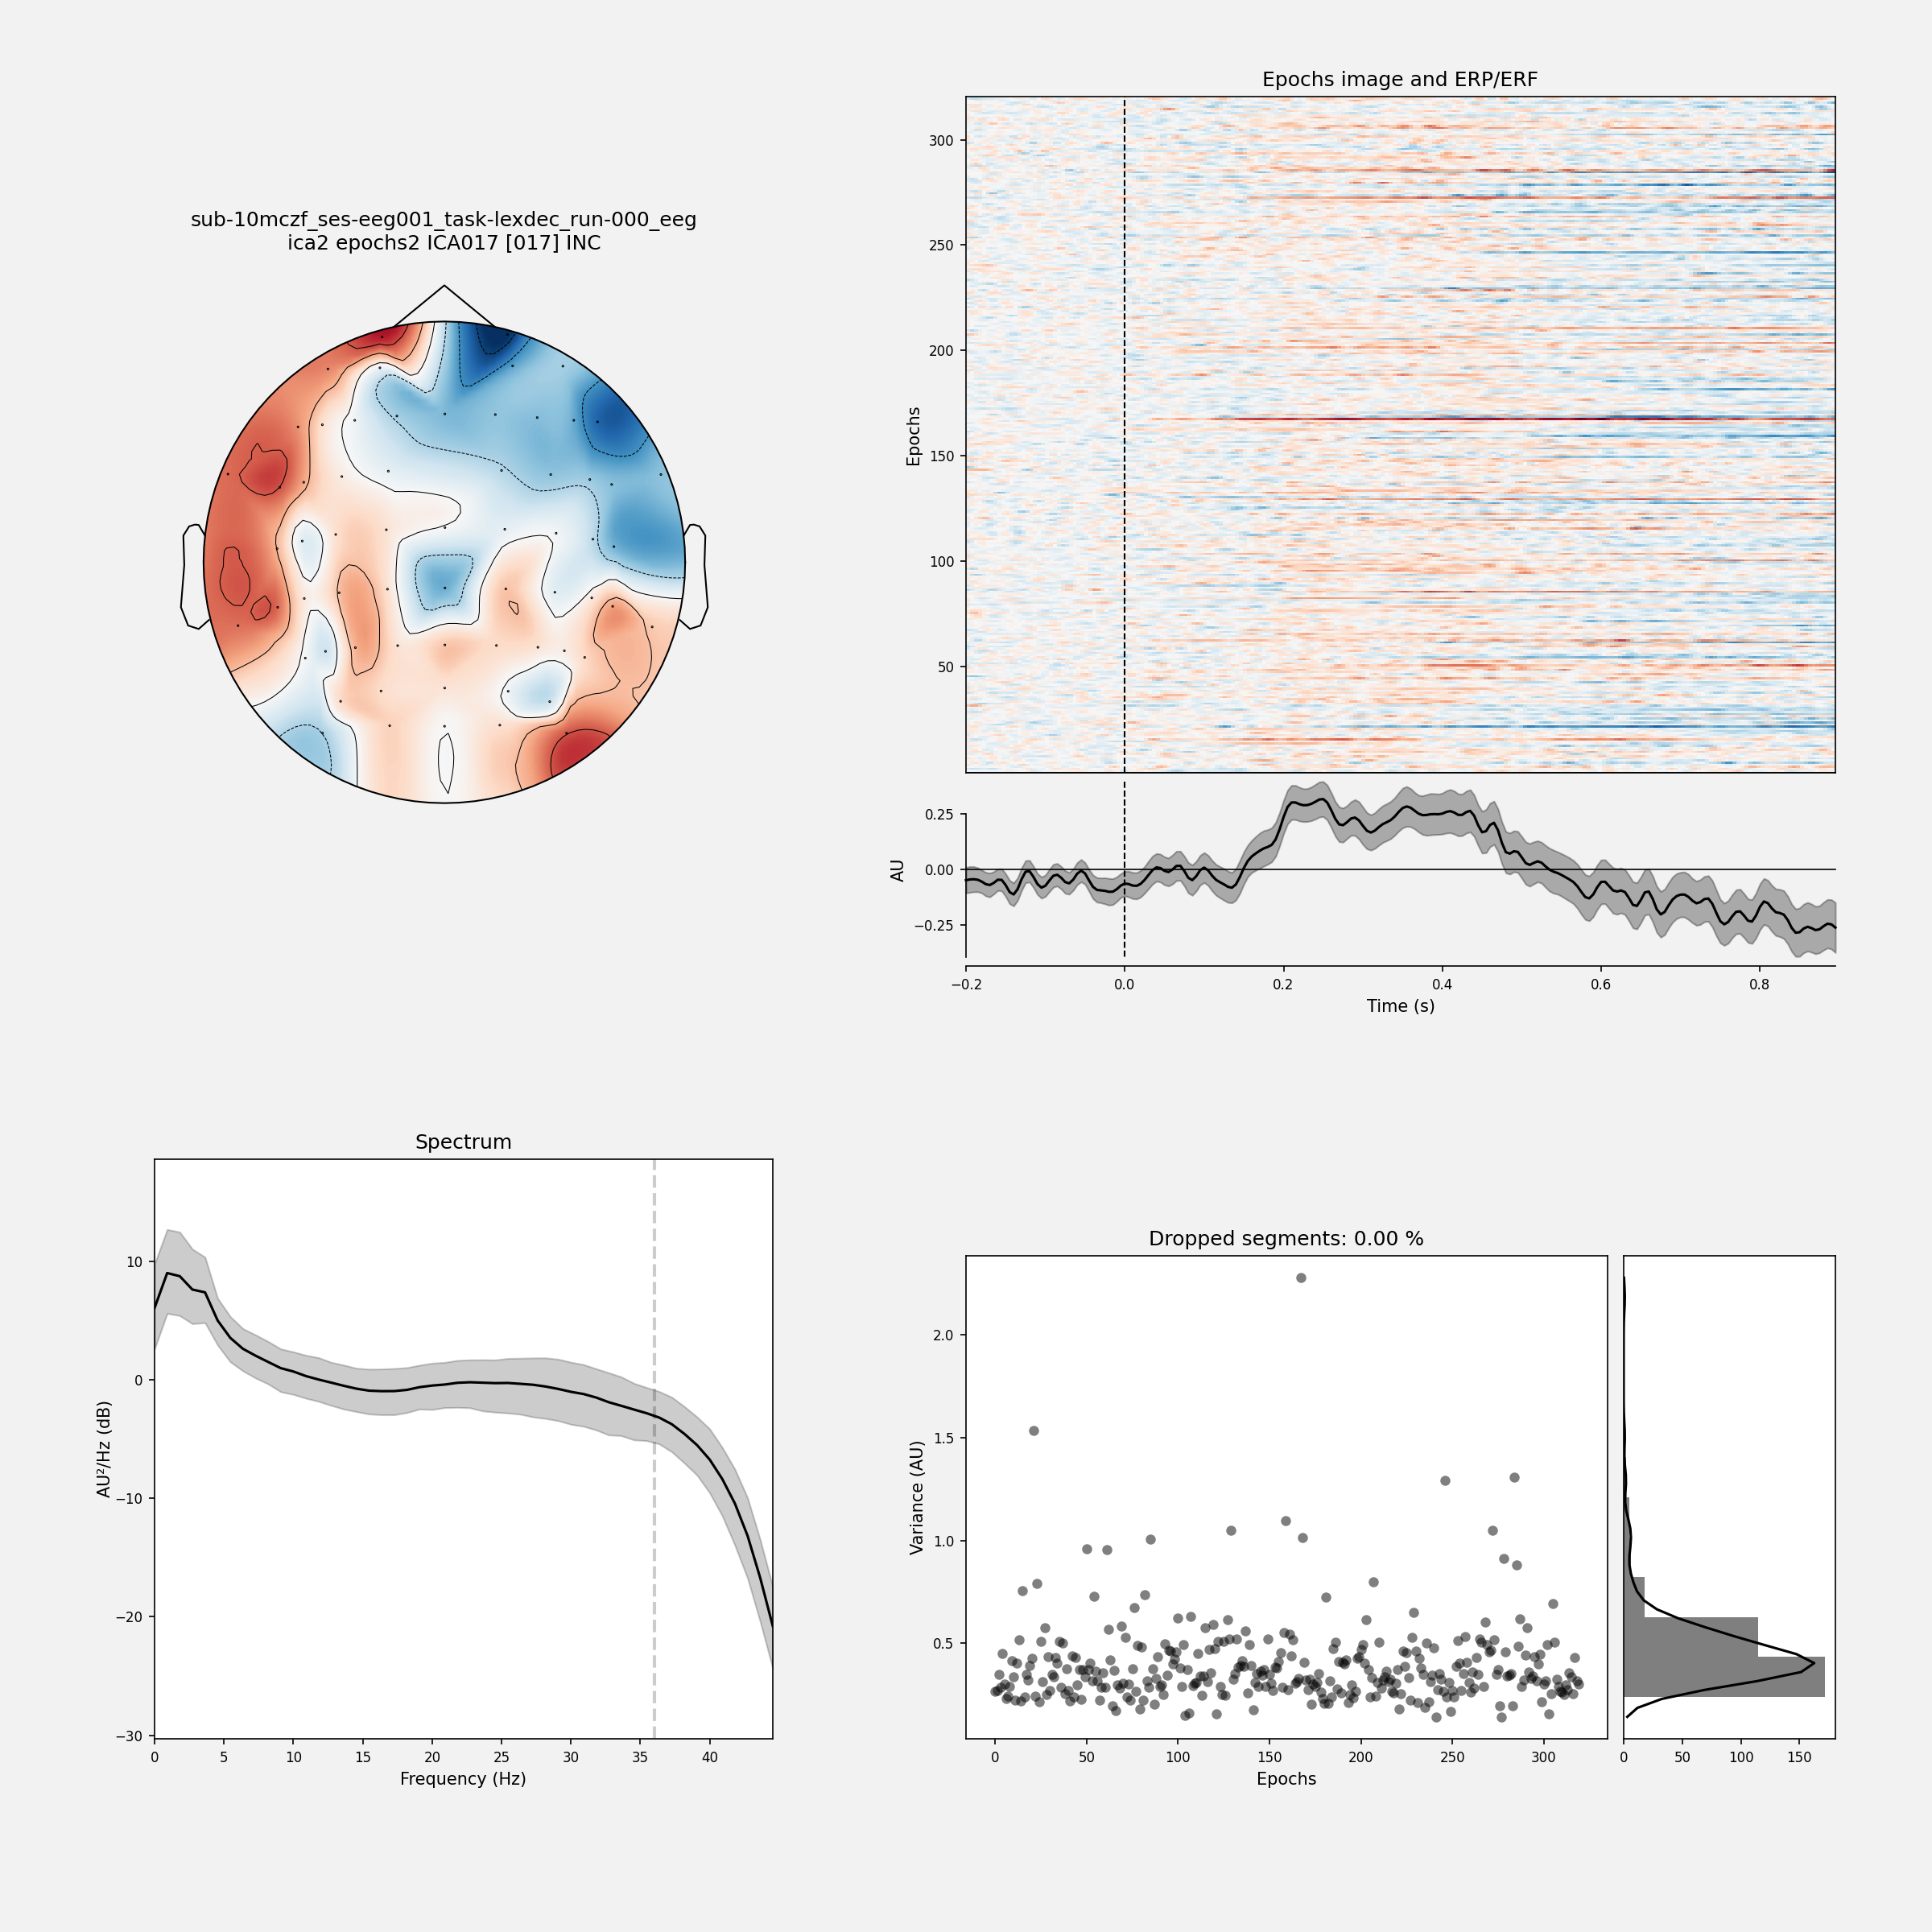 sub-10mczf_ses-eeg001_task-lexdec_run-000_eeg
ica2 epochs2 ICA017 [017] INC
Epochs image and ERP/ERF
300
250
200
150
100
50
Epochs
0.25
0.00
−0.25
AU
−0.2 0.0 0.2 0.4 0.6 0.8
Time (s)
Spectrum
10
0
−10
−20
−30
AU²/Hz (dB)
0 5 10 15 20 25 30 35 40
Frequency (Hz)
Dropped segments: 0.00 %
2.0
1.5
1.0
0.5
Variance (AU)
0 50 100 150 200 250 300
Epochs
0 50 100 150